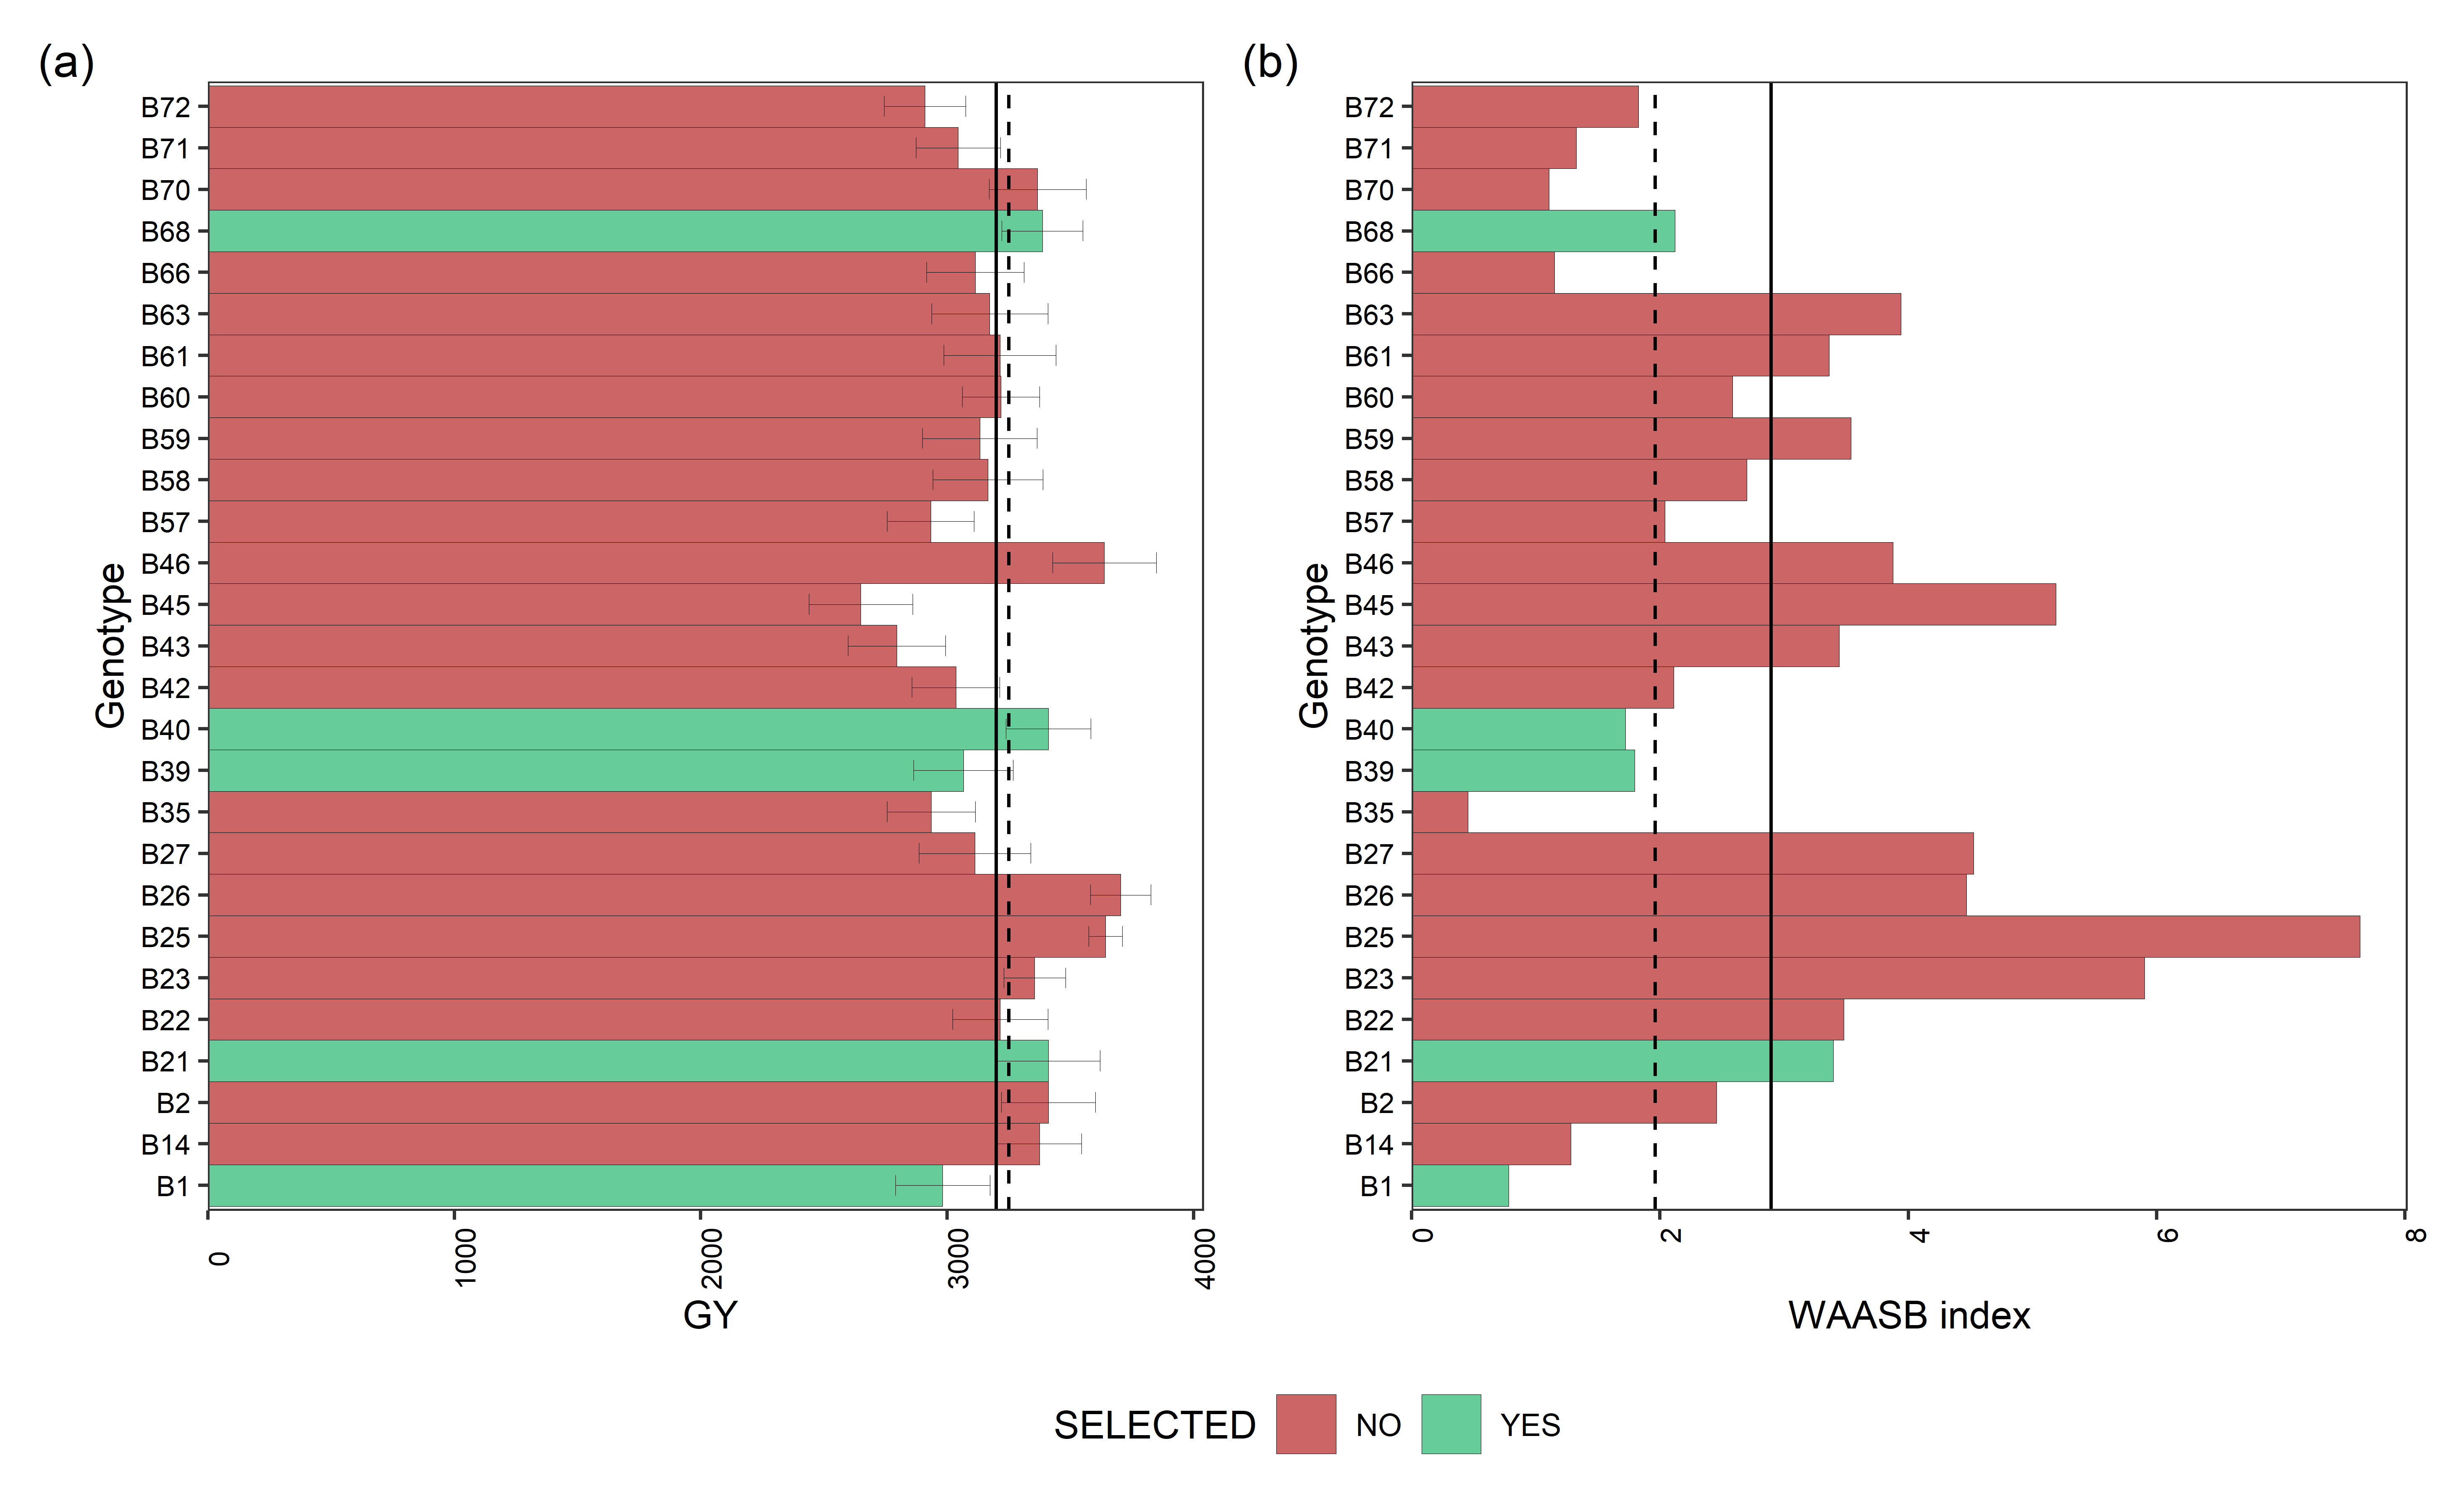 (a)
B72
B71
B70
B68
B66
B63
B61
B60
B59
B58
B57
B46
B45
B43
B42
B40
B39
B35
B27
B26
B25
B23
B22
B21
B2
B14
B1
Genotype
0
1000
2000
3000
4000
GY
(b)
B72
B71
B70
B68
B66
B63
B61
B60
B59
B58
B57
B46
B45
B43
B42
B40
B39
B35
B27
B26
B25
B23
B22
B21
B2
B14
B1
Genotype
0
2
4
6
8
WAASB index
SELECTED NO YES